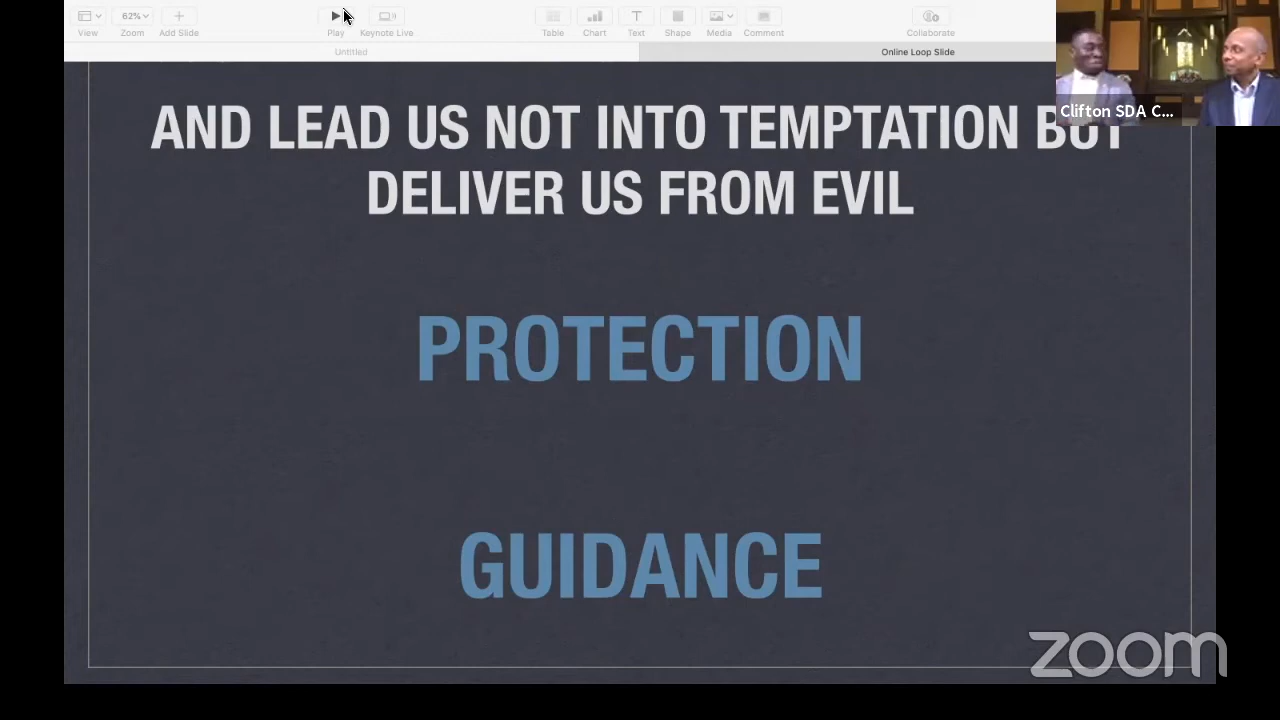 View
62%
Zoom
Add Slide
Play
Keynote Live
Table
Chart
Text
Shape
Media
Comment
Collaborate
Untitled
Online Loop Slide
Clifton SDA C...
AND LEAD US NOT INTO TEMPTATION BUT
DELIVER US FROM EVIL
PROTECTION
GUIDANCE
zoom